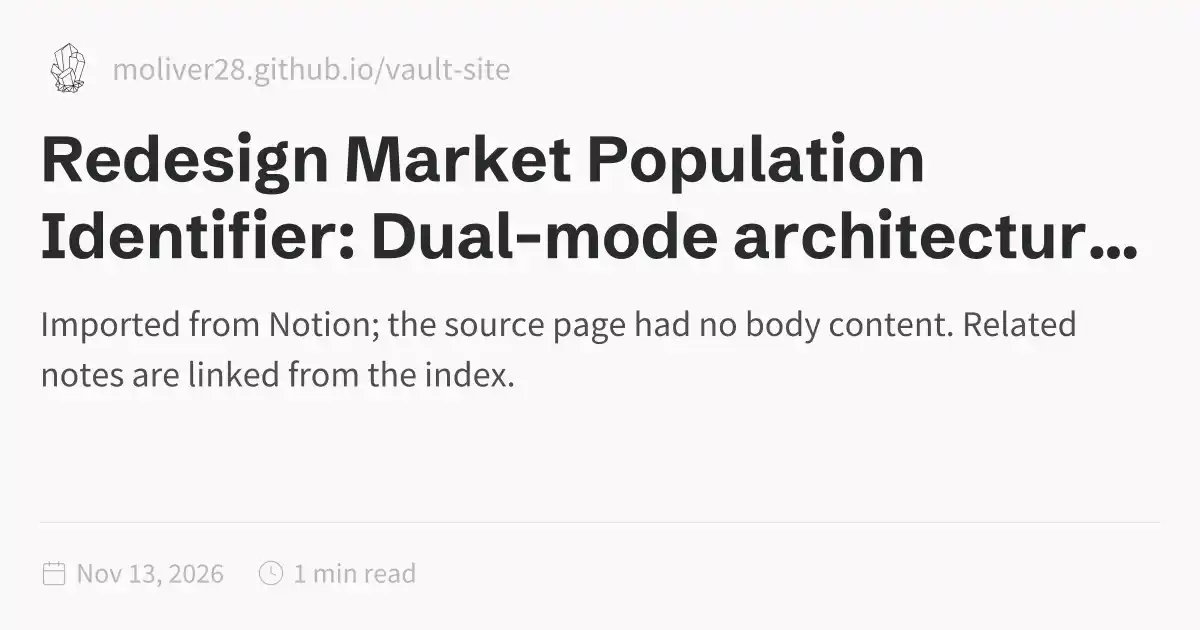 moliver28.github.io/vault-site
Redesign Market Population
Identifier: Dual-mode architectur...
Imported from Notion; the source page had no body content. Related
notes are linked from the index.
Nov 13, 2026 1 min read